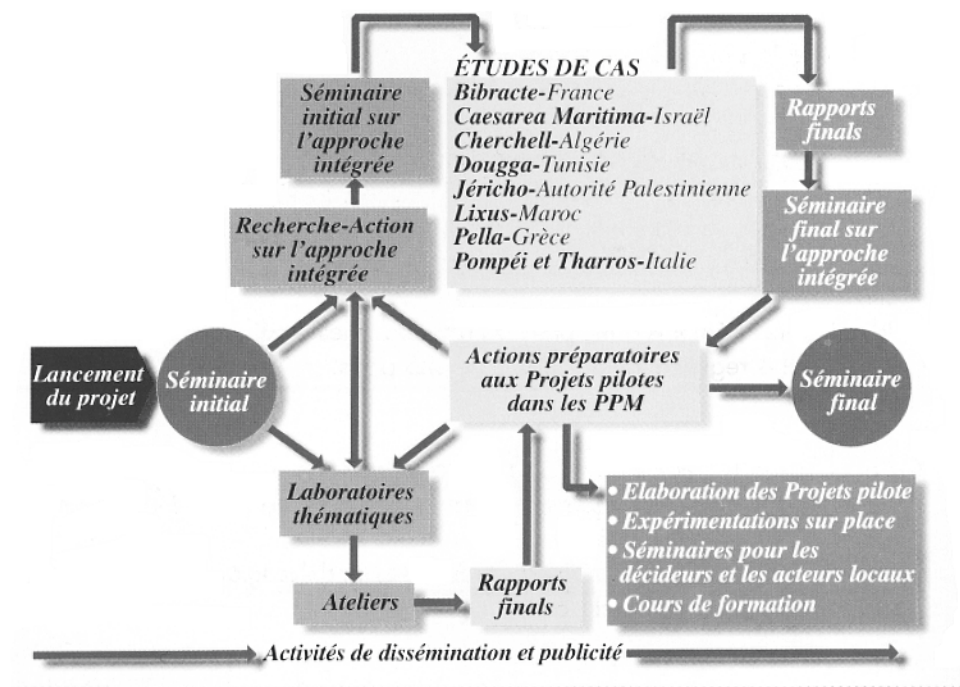 Séminaire
initial sur
l'approche
intégrée
ÉTUDES DE CAS
Bibracte-France
Caesarea Maritima-Israël
Cherchell-Algérie
Dougga-Tunisie
Jéricho-Autorité Palestinienne
Lixus-Maroc
Pella-Grèce
Pompéi et Tharros-Italie
Rapports
finals
Recherche-Action
sur l'approche
intégrée
Séminaire
final sur
l'approche
intégrée
Lancement
du projet
Séminaire
initial
Actions préparatoires
aux Projets pilotes
dans les PPM
Séminaire
final
Laboratoires
thématiques
Ateliers
Rapports
finals
• Elaboration des Projets pilote
• Expérimentations sur place
• Séminaires pour les
décideurs et les acteurs locaux
• Cours de formation
Activités de dissémination et publicité